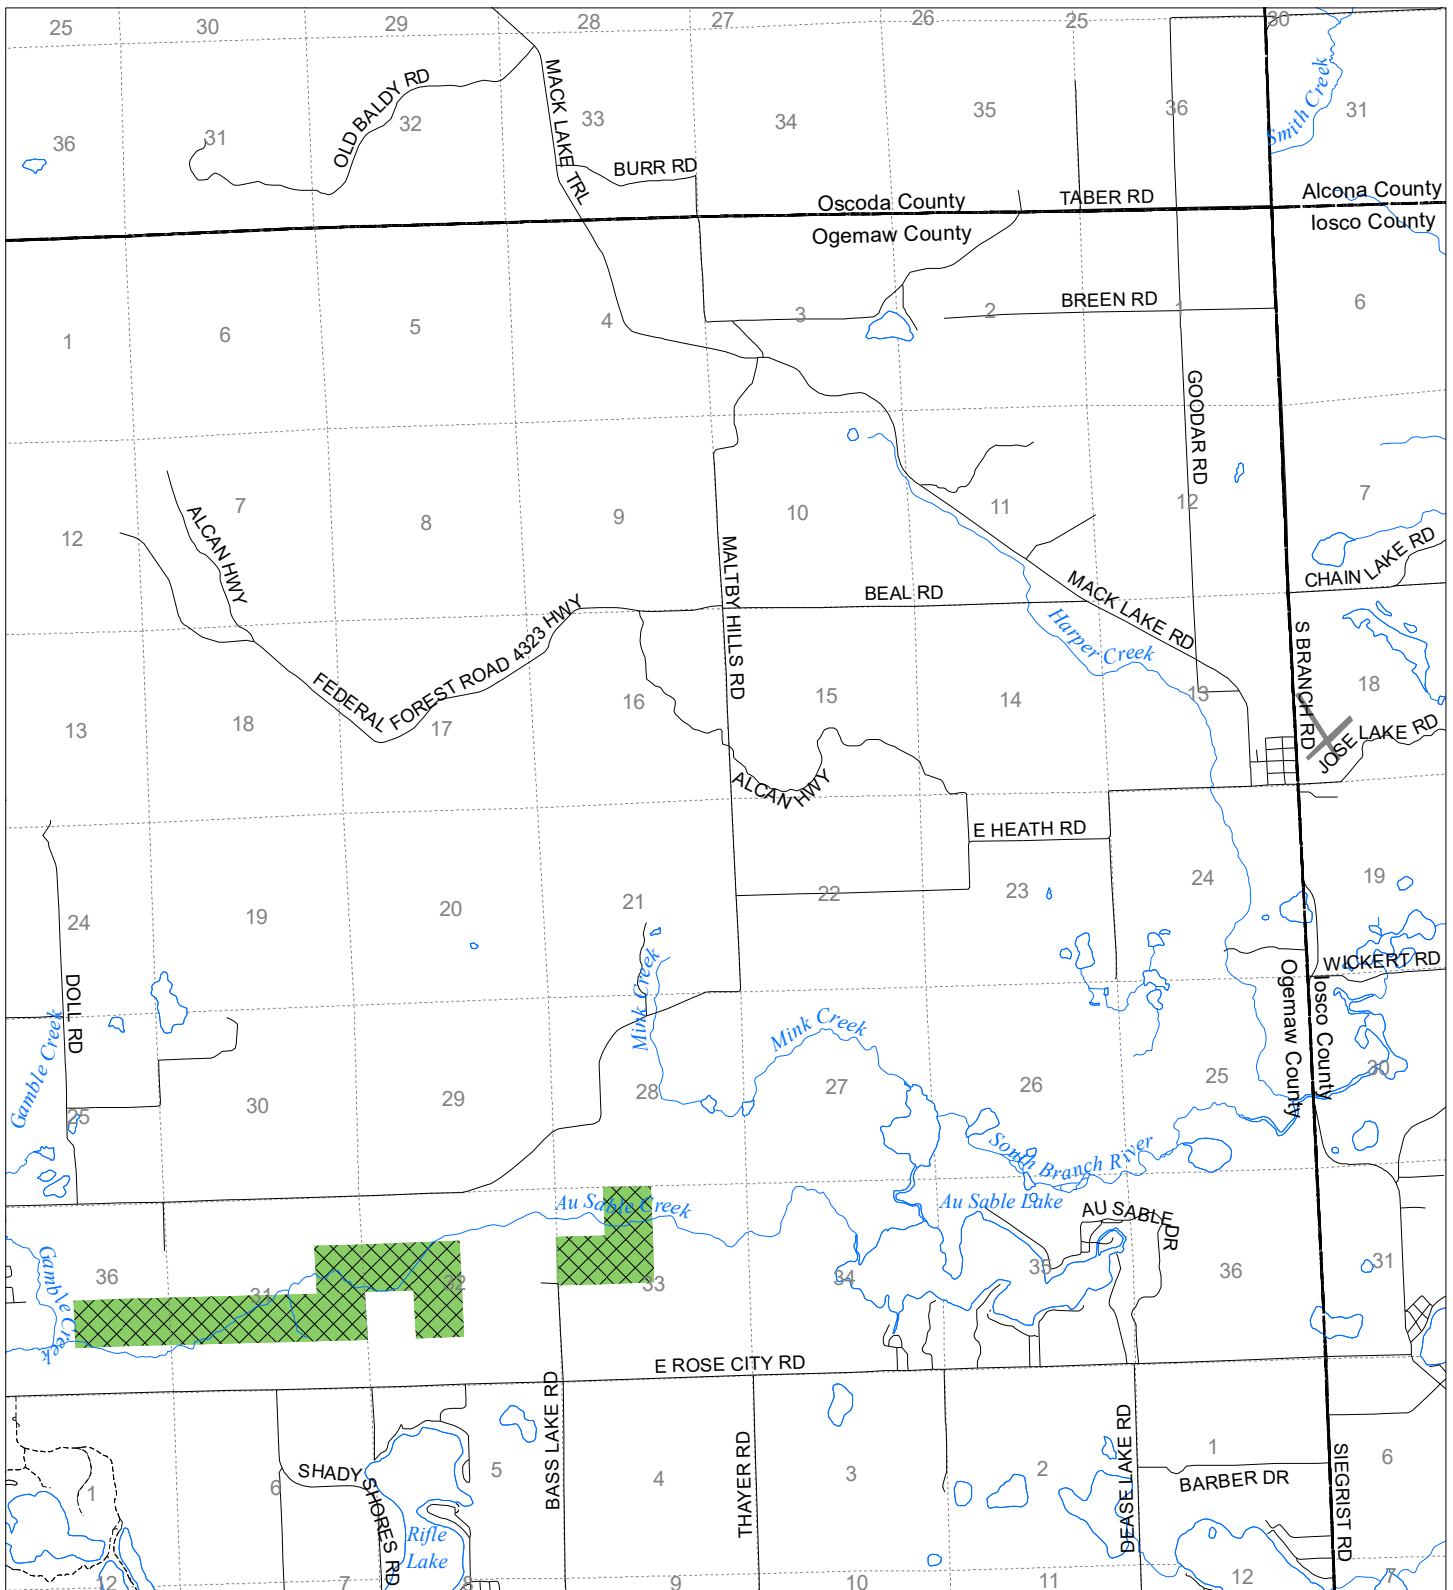 25
30
29
28
27
26
25
30
36
31
32
33
34
35
36
31
OLD BALDY RD
MACK LAKE TRL
BURR RD
Smith Creek
Oscoda County
TABER RD
Alcona County
Ogemaw County
Iosco County
1
6
5
4
3
2
1
6
BREEN RD
GOODAR RD
12
7
8
9
10
11
12
7
ALCAN HWY
MALTBY HILLS RD
BEAL RD
MACK LAKE RD
CHAIN LAKE RD
Harper Creek
S BRANCH RD
FEDERAL FOREST ROAD 4323 HWY
13
18
17
16
15
14
13
18
JOSE LAKE RD
ALCAN HWY
E HEATH RD
24
19
20
21
22
23
24
19
DOLL RD
Gamble Creek
Mink Creek
Mink Creek
WICKERT RD
Ogemaw County
Iosco County
25
30
29
28
27
26
25
30
South Branch River
Au Sable Creek
Au Sable Lake
AU SABLE DR
Gamble Creek
36
31
32
33
34
35
36
31
E ROSE CITY RD
BASS LAKE RD
THAYER RD
DEASE LAKE RD
SIEGRIST RD
1
6
5
4
3
2
1
6
SHADY SHORES RD
BARBER DR
Rifle
Lake
12
7
8
9
10
11
12
7